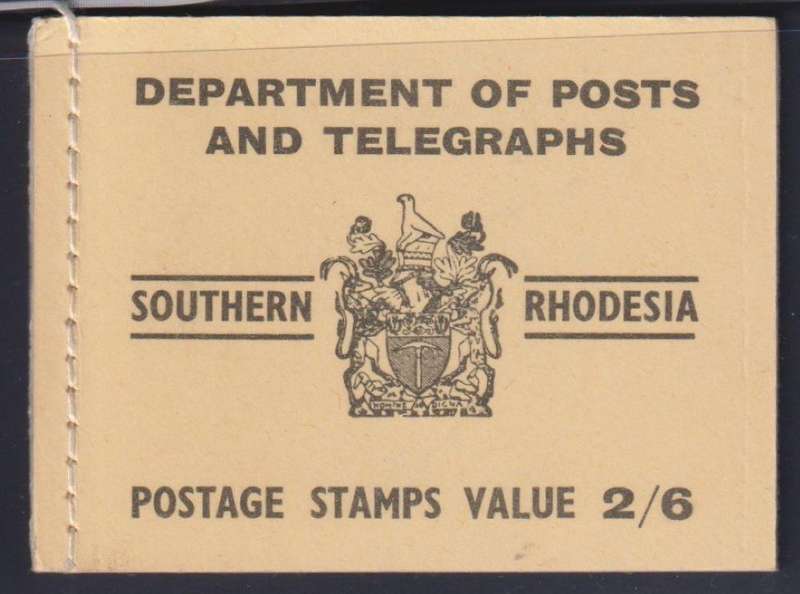 DEPARTMENT OF POSTS
AND TELEGRAPHS
SOUTHERN RHODESIA
POSTAGE STAMPS VALUE 2/6